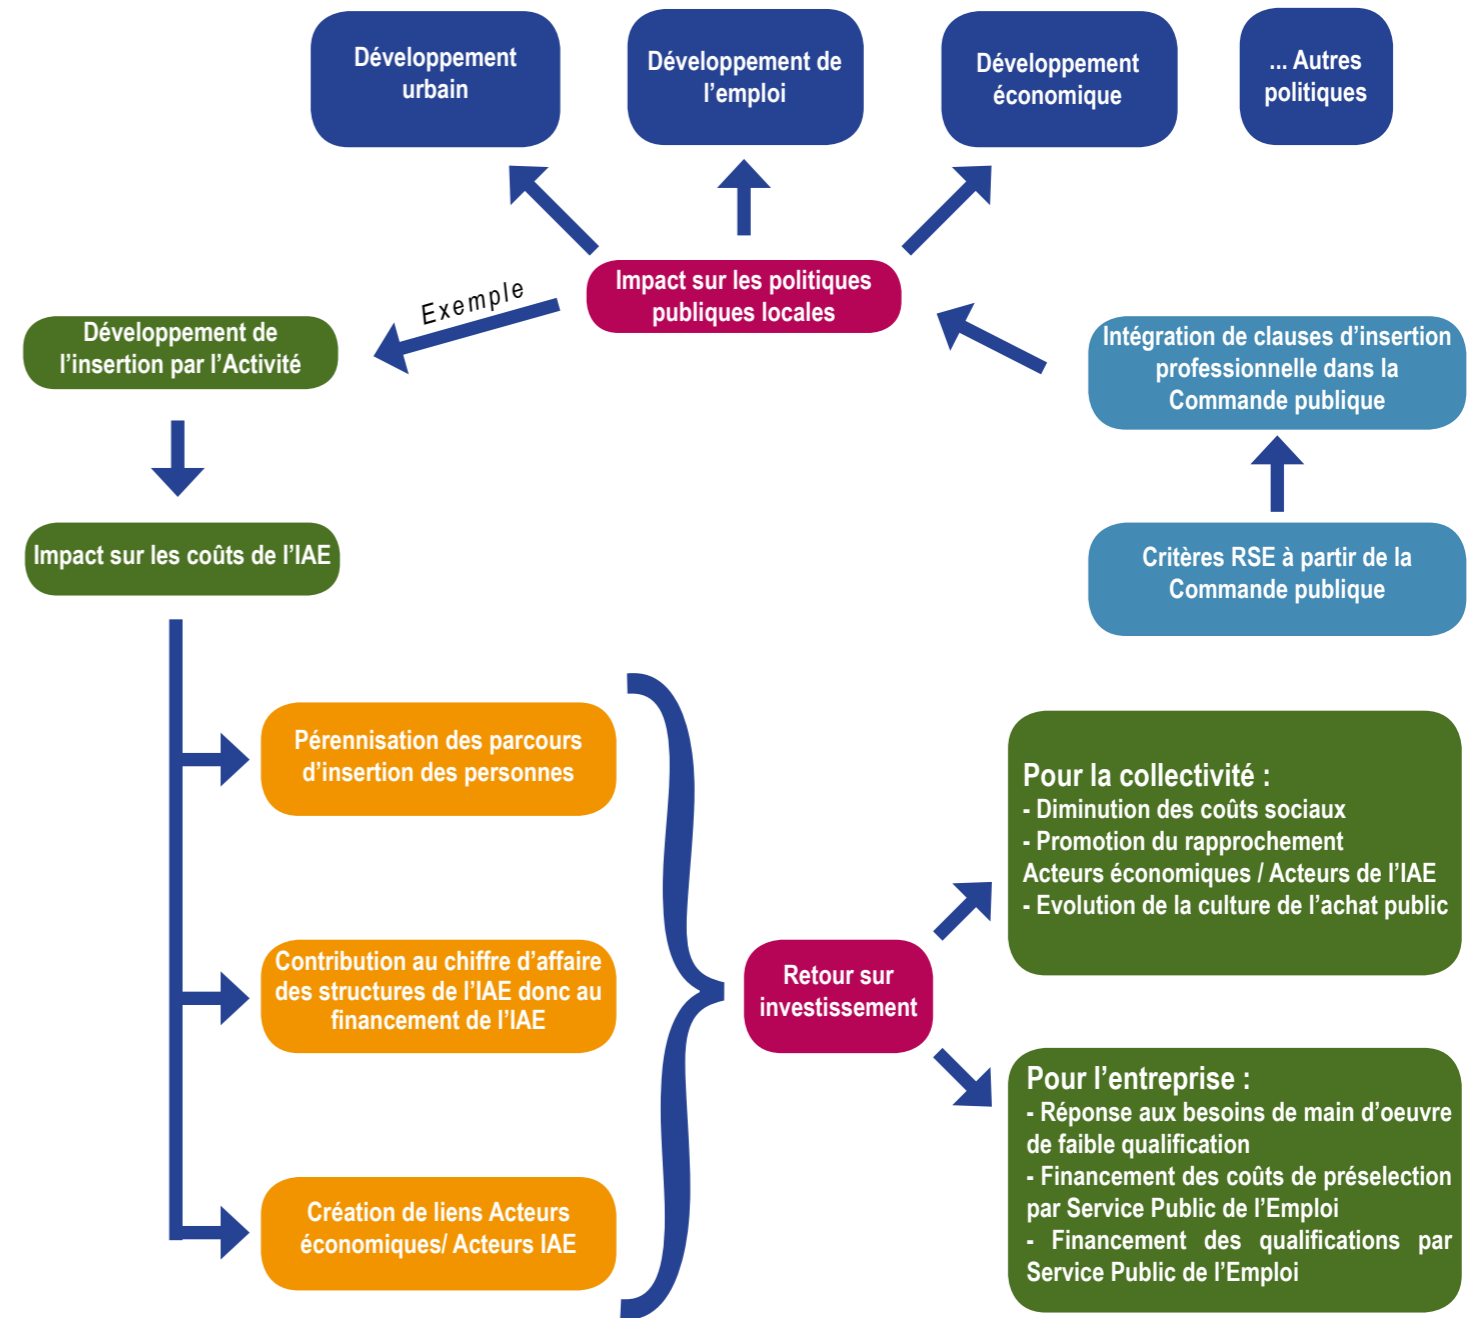 Développement
urbain
Développement de
l’emploi
Développement
économique
... Autres
politiques
Impact sur les politiques
publiques locales
Exemple
Développement de
l’insertion par l’Activité
Intégration de clauses d’insertion
professionnelle dans la
Commande publique
Impact sur les coûts de l’IAE
Critères RSE à partir de la
Commande publique
Pérennisation des parcours
d’insertion des personnes
Contribution au chiffre d’affaire
des structures de l’IAE donc au
financement de l’IAE
Création de liens Acteurs
économiques/ Acteurs IAE
Retour sur
investissement
Pour la collectivité :
- Diminution des coûts sociaux
- Promotion du rapprochement
Acteurs économiques / Acteurs de l’IAE
- Evolution de la culture de l’achat public
Pour l’entreprise :
- Réponse aux besoins de main d’oeuvre
de faible qualification
- Financement des coûts de préselection
par Service Public de l’Emploi
- Financement des qualifications par
Service Public de l’Emploi